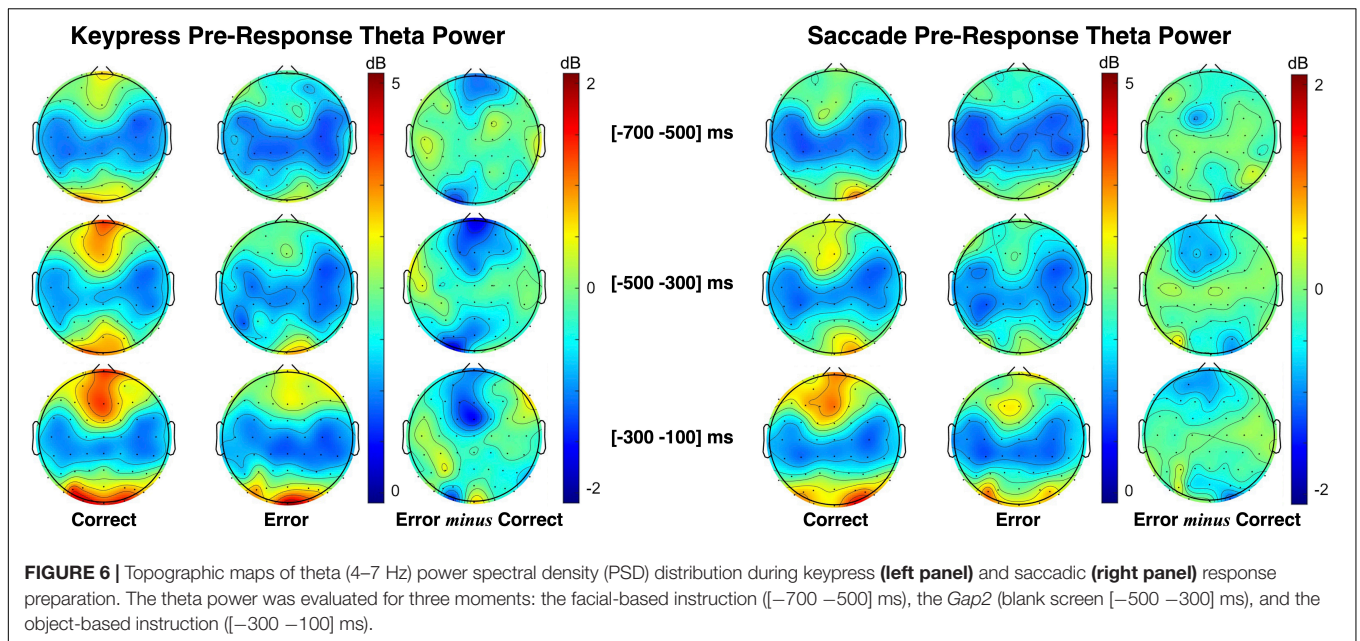 Keypress Pre-Response Theta Power
Saccade Pre-Response Theta Power
dB
dB
dB
dB
5
2
5
2
[-700 -500] ms
[-500 -300] ms
0
0
[-300 -100] ms
0
-2
0
-2
Correct
Error
Error minus Correct
Correct
Error
Error minus Correct
FIGURE 6 | Topographic maps of theta (4–7 Hz) power spectral density (PSD) distribution during keypress (left panel) and saccadic (right panel) response
preparation. The theta power was evaluated for three moments: the facial-based instruction ([−700 −500] ms), the Gap2 (blank screen [−500 −300] ms), and the
object-based instruction ([−300 −100] ms).